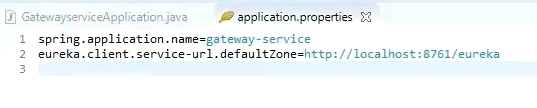 GatewayserviceApplication.java
application.properties
1 spring.application.name=gateway-service
2 eureka.client.service-url.defaultZone=http://localhost:8761/eureka
3